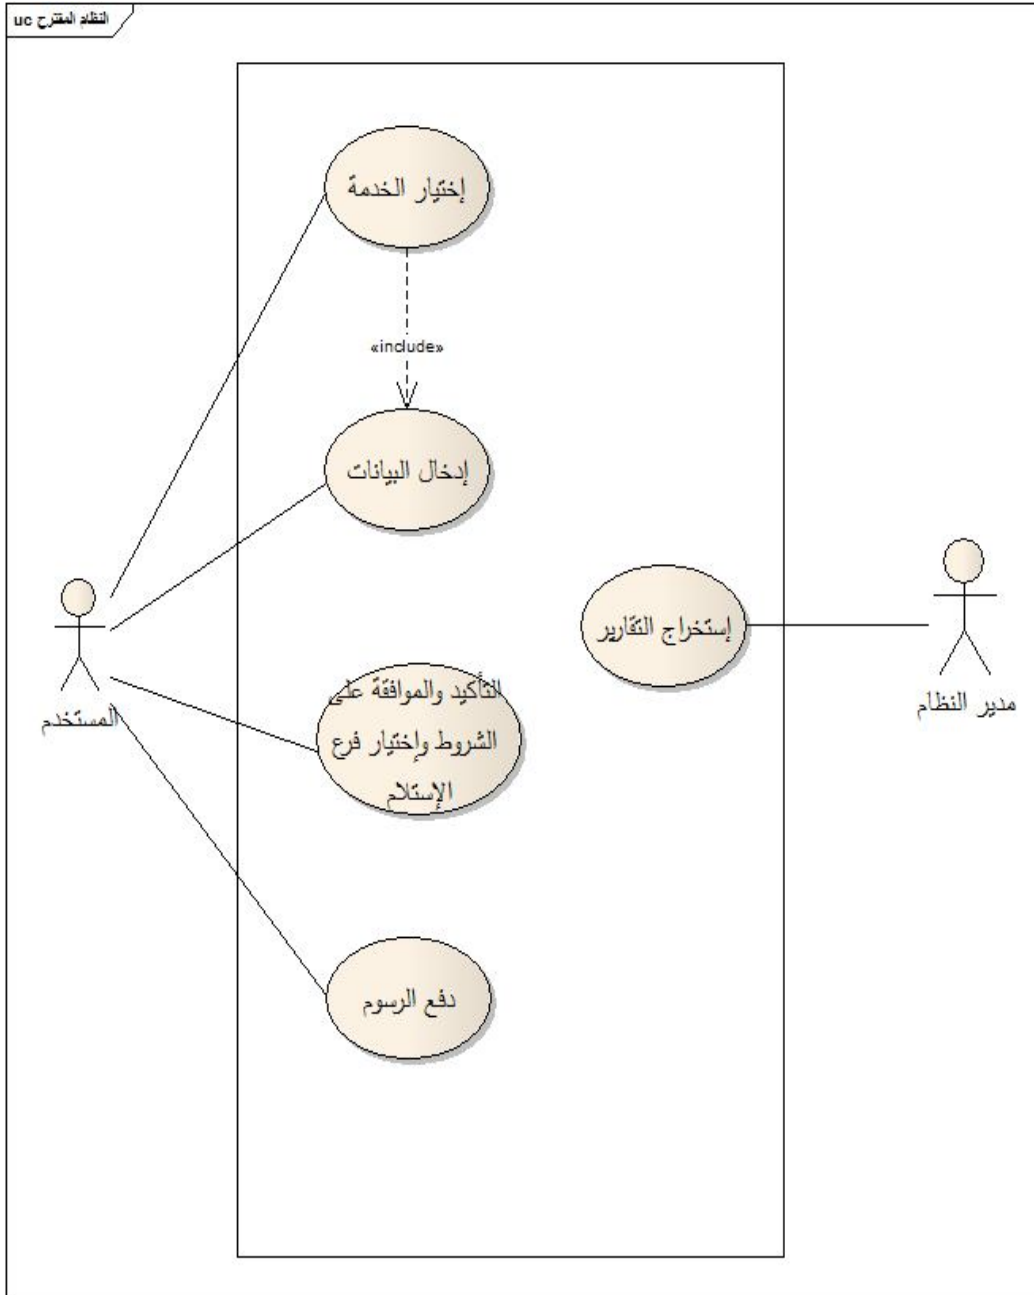 uc النظام المقترح
إختيار الخدمة
«include»
إدخال البيانات
إستخراج التقارير
التأكيد والموافقة على
الشروط وإختيار فرع
الإستلام
المستخدم
مدير النظام
دفع الرسوم